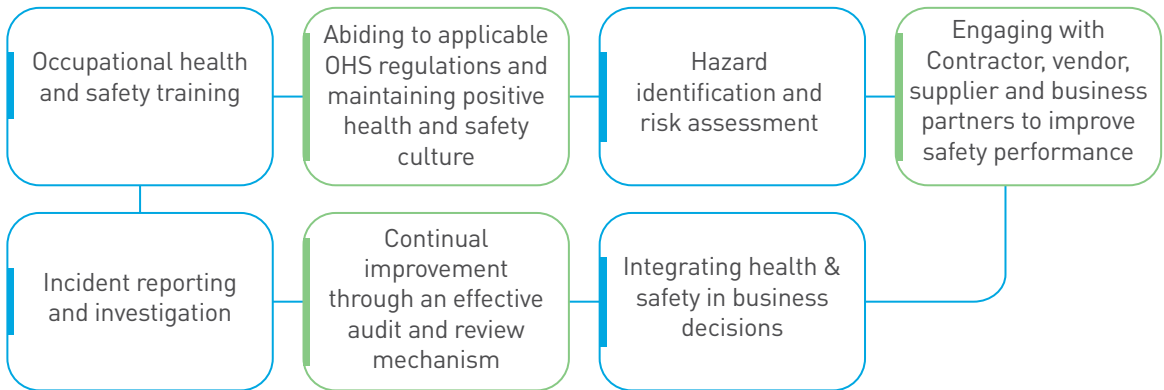 Occupational health
and safety training
Abiding to applicable
OHS regulations and
maintaining positive
health and safety
culture
Hazard
identification and
risk assessment
Engaging with
Contractor, vendor,
supplier and business
partners to improve
safety performance
Incident reporting
and investigation
Continual
improvement
through an effective
audit and review
mechanism
Integrating health &
safety in business
decisions